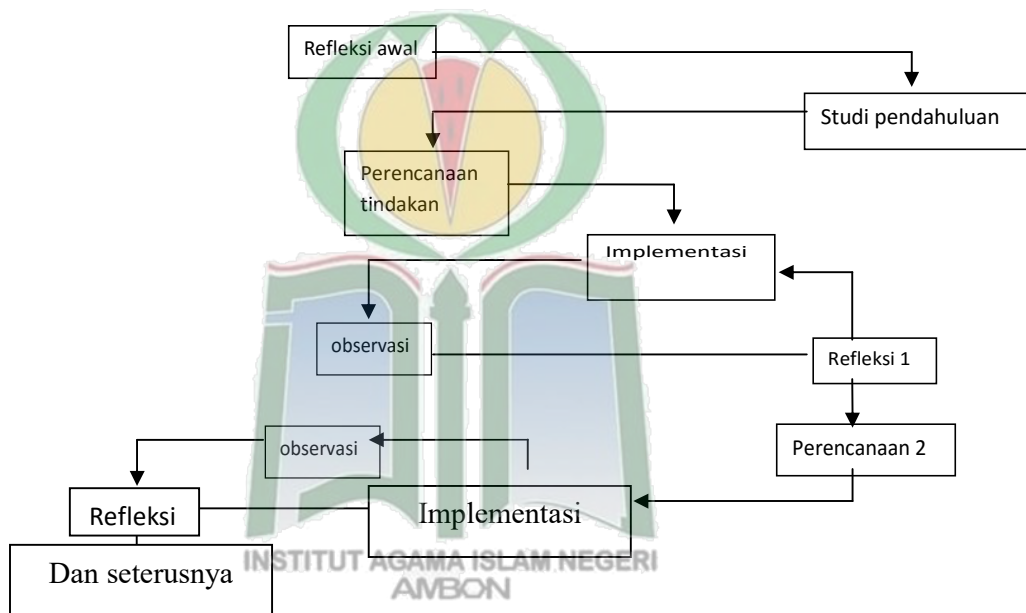 Refleksi awal
Studi pendahuluan
Perencanaan
tindakan
Implementasi
observasi
Refleksi 1
observasi
Perencanaan 2
Refleksi
Implementasi
Dan seterusnya
INSTITUT AGAMA ISLAM NEGERI
AMBON